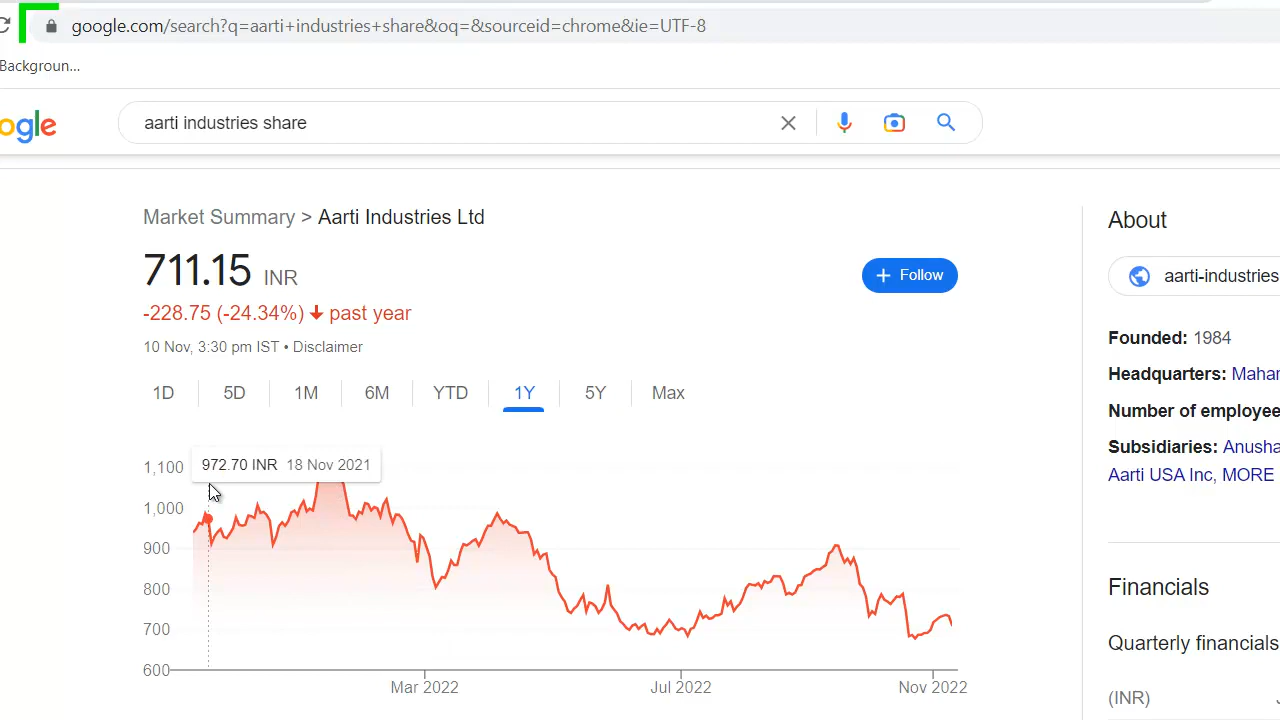 google.com/search?q=aarti+industries+share&oq=&sourceid=chrome&ie=UTF-8
Backgroun...
ogle
aarti industries share
Market Summary > Aarti Industries Ltd
711.15 INR
-228.75 (-24.34%) past year
10 Nov, 3:30 pm IST • Disclaimer
Follow
1D 5D 1M 6M YTD 1Y 5Y Max
972.70 INR 18 Nov 2021
1,100
1,000
900
800
700
600
Mar 2022 Jul 2022 Nov 2022
About
aarti-industries
Founded: 1984
Headquarters: Mahar
Number of employee
Subsidiaries: Anusha
Aarti USA Inc, MORE
Financials
Quarterly financials
(INR)